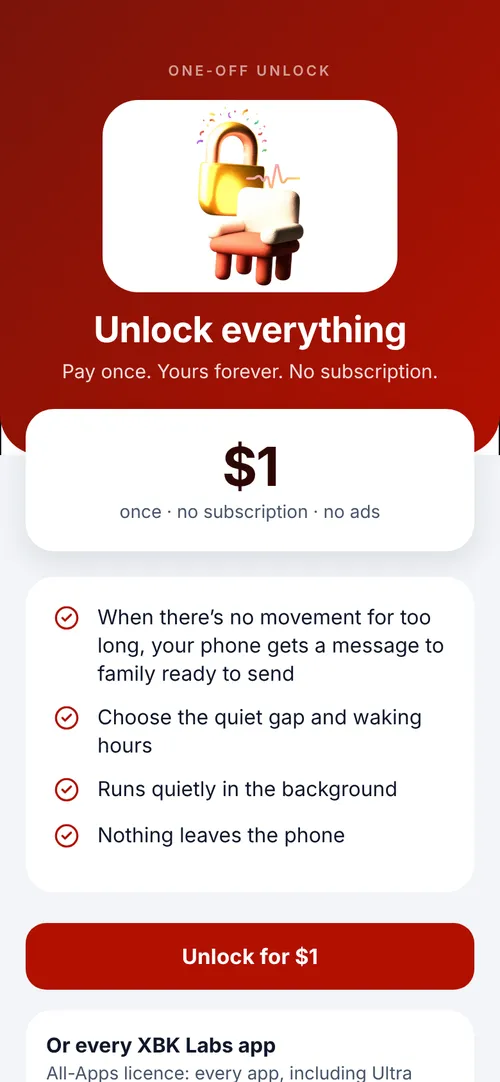 ONE-OFF UNLOCK
Unlock everything
Pay once. Yours forever. No subscription.
$1
once · no subscription · no ads
When there’s no movement for too
long, your phone gets a message to
family ready to send
Choose the quiet gap and waking
hours
Runs quietly in the background
Nothing leaves the phone
Unlock for $1
Or every XBK Labs app
All-Apps licence: every app, including Ultra